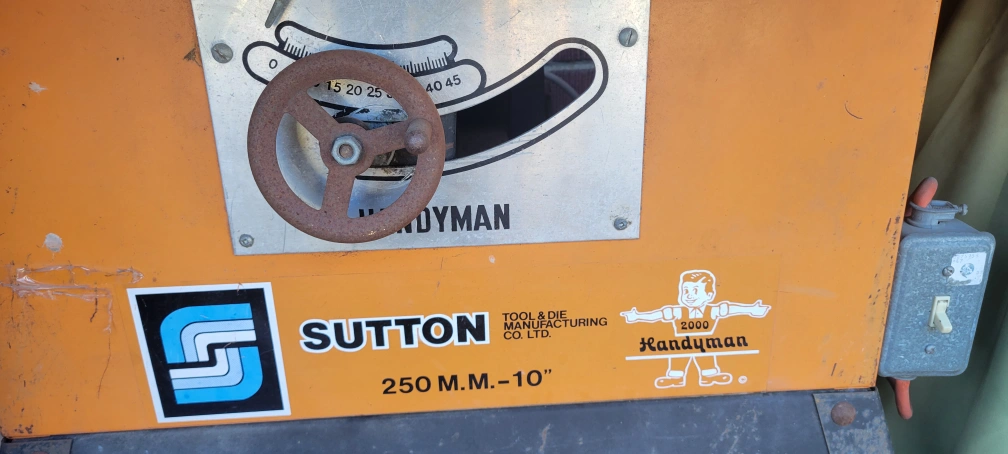 0
15 20 25
40 45
HANDYMAN
SUTTON
TOOL & DIE
MANUFACTURING
CO. LTD.
250 M.M.-10"
2000
Handyman